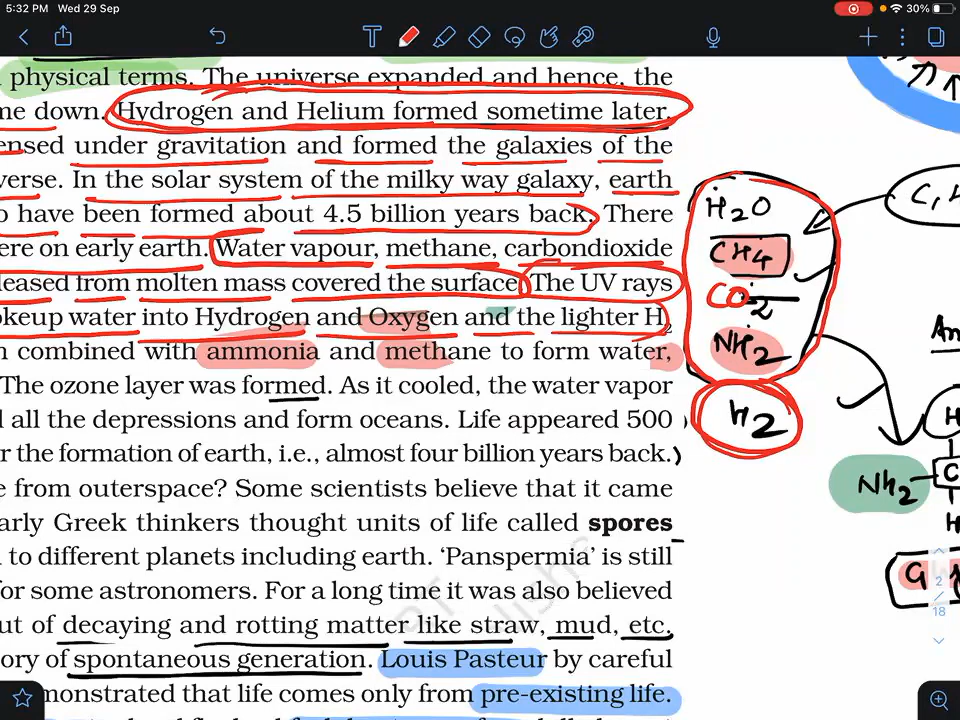 5:32 PM Wed 29 Sep
30%
physical terms. The universe expanded and hence, the
me down. Hydrogen and Helium formed sometime later.
ensed under gravitation and formed the galaxies of the
verse. In the solar system of the milky way galaxy, earth
o have been formed about 4.5 billion years back. There
ere on early earth. Water vapour, methane, carbondioxide
leased from molten mass covered the surface. The UV rays
okeup water into Hydrogen and Oxygen and the lighter H2
n combined with ammonia and methane to form water,
The ozone layer was formed. As it cooled, the water vapor
d all the depressions and form oceans. Life appeared 500
r the formation of earth, i.e., almost four billion years back.
e from outerspace? Some scientists believe that it came
arly Greek thinkers thought units of life called spores
d to different planets including earth. ‘Panspermia’ is still
for some astronomers. For a long time it was also believed
ut of decaying and rotting matter like straw, mud, etc.
ory of spontaneous generation. Louis Pasteur by careful
monstrated that life comes only from pre-existing life.
H2O
CH4
CO2
NH2
H2
C, H
Am
H
NH2 C
H
G
2
/
18